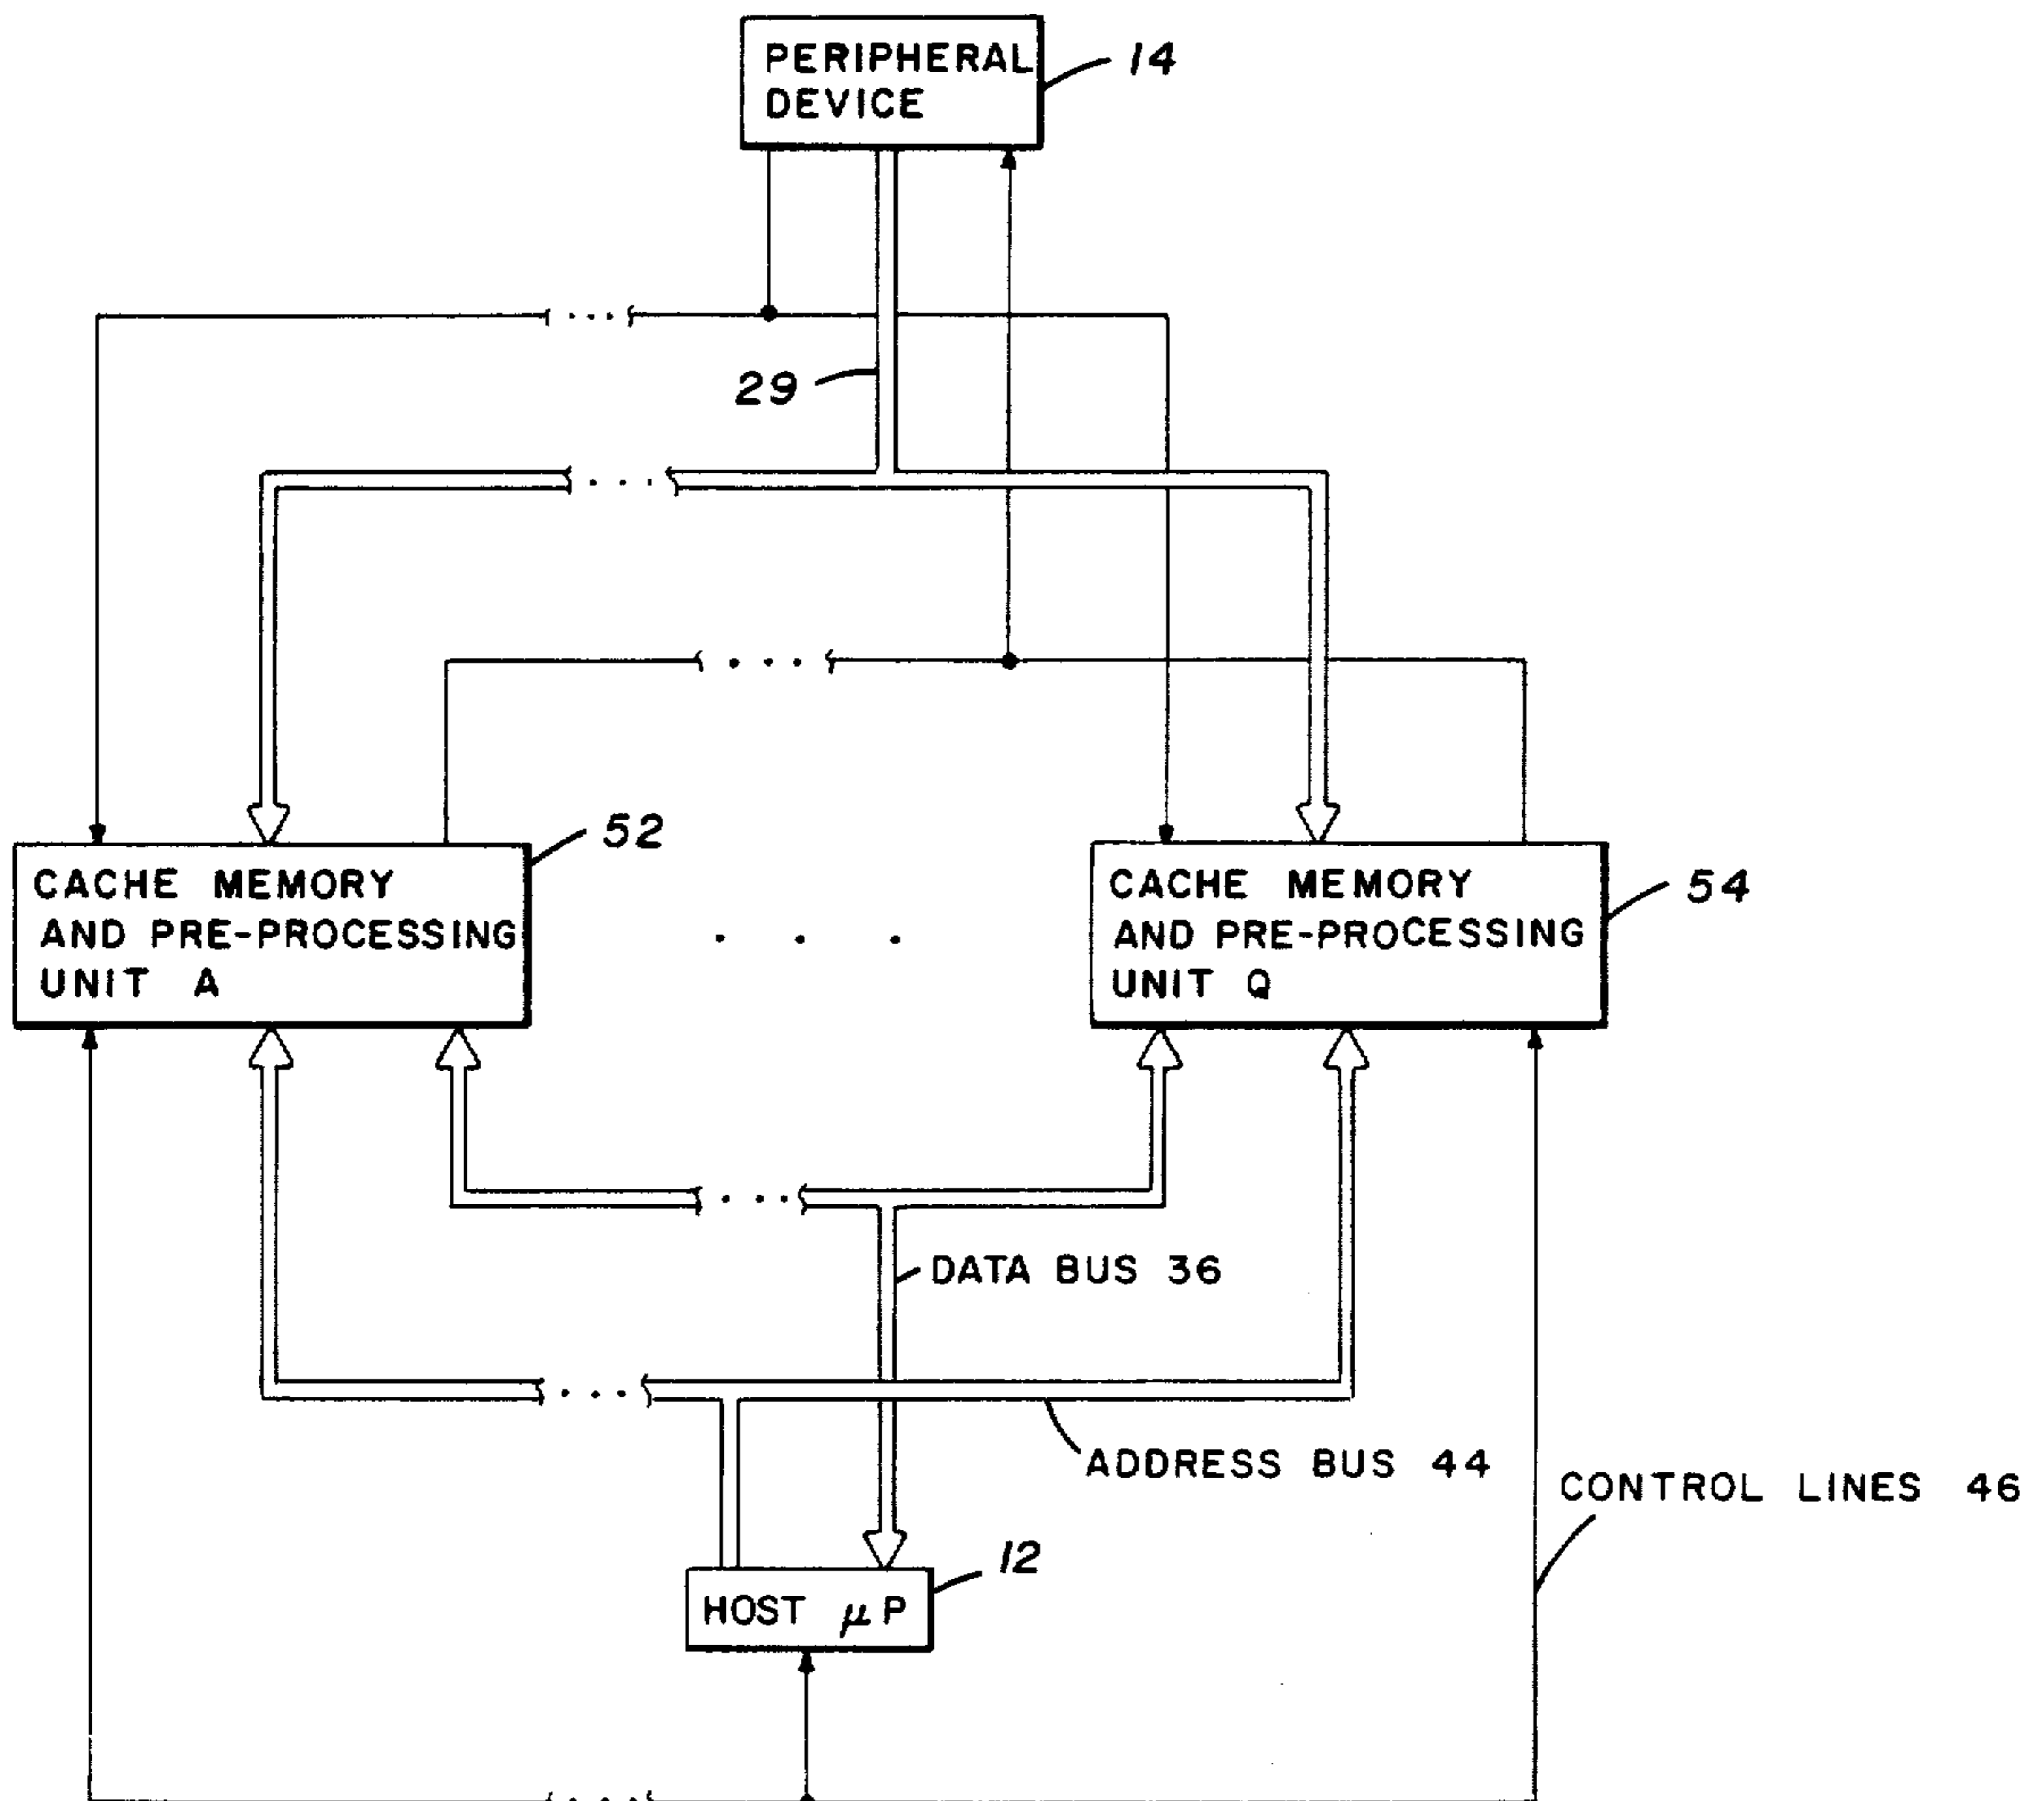 PERIPHERAL
DEVICE
14
29
52
CACHE MEMORY
AND PRE-PROCESSING
UNIT A
54
CACHE MEMORY
AND PRE-PROCESSING
UNIT Q
DATA BUS 36
ADDRESS BUS 44
CONTROL LINES 46
12
HOST μP